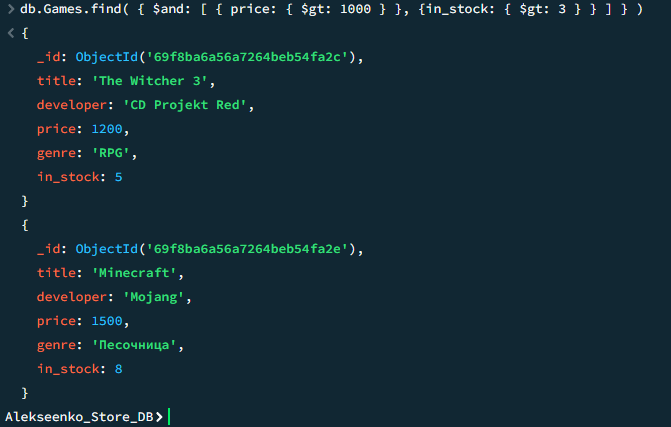 > db.Games.find( { $and: [ { price: { $gt: 1000 } }, {in_stock: { $gt: 3 } } ] } )
< {
_id: ObjectId('69f8ba6a56a7264beb54fa2c'),
title: 'The Witcher 3',
developer: 'CD Projekt Red',
price: 1200,
genre: 'RPG',
in_stock: 5
}
{
_id: ObjectId('69f8ba6a56a7264beb54fa2e'),
title: 'Minecraft',
developer: 'Mojang',
price: 1500,
genre: 'Песочница',
in_stock: 8
}
Alekseenko_Store_DB>